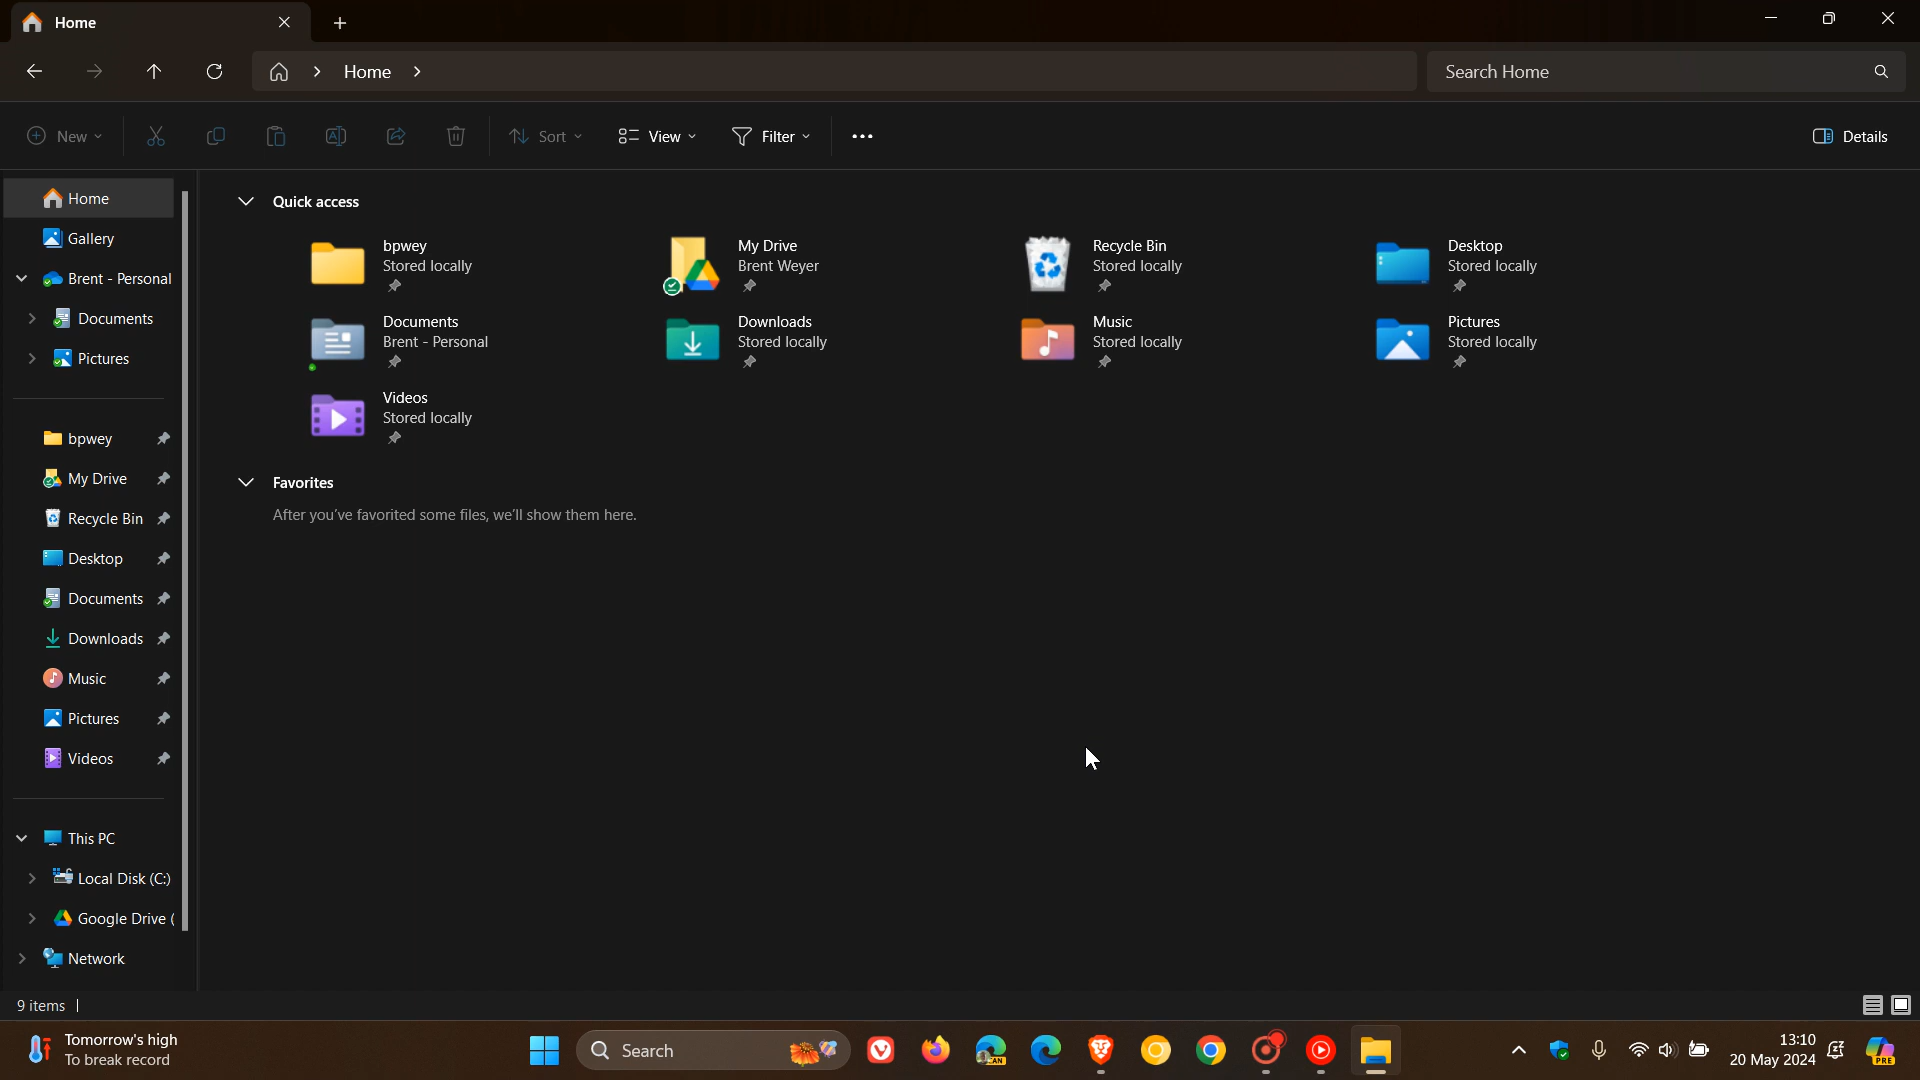 Home
Home
Search Home
New
Sort
View
Filter
Details
Home
Gallery
Brent - Personal
Documents
Pictures
bpwey
My Drive
Recycle Bin
Desktop
Documents
Downloads
Music
Pictures
Videos
This PC
Local Disk (C:)
Google Drive (
Network
Quick access
bpwey
Stored locally
My Drive
Brent Weyer
Recycle Bin
Stored locally
Desktop
Stored locally
Documents
Brent - Personal
Downloads
Stored locally
Music
Stored locally
Pictures
Stored locally
Videos
Stored locally
Favorites
After you've favorited some files, we'll show them here.
9 items
Tomorrow's high
To break record
Search
CAN
13:10
20 May 2024
PRE